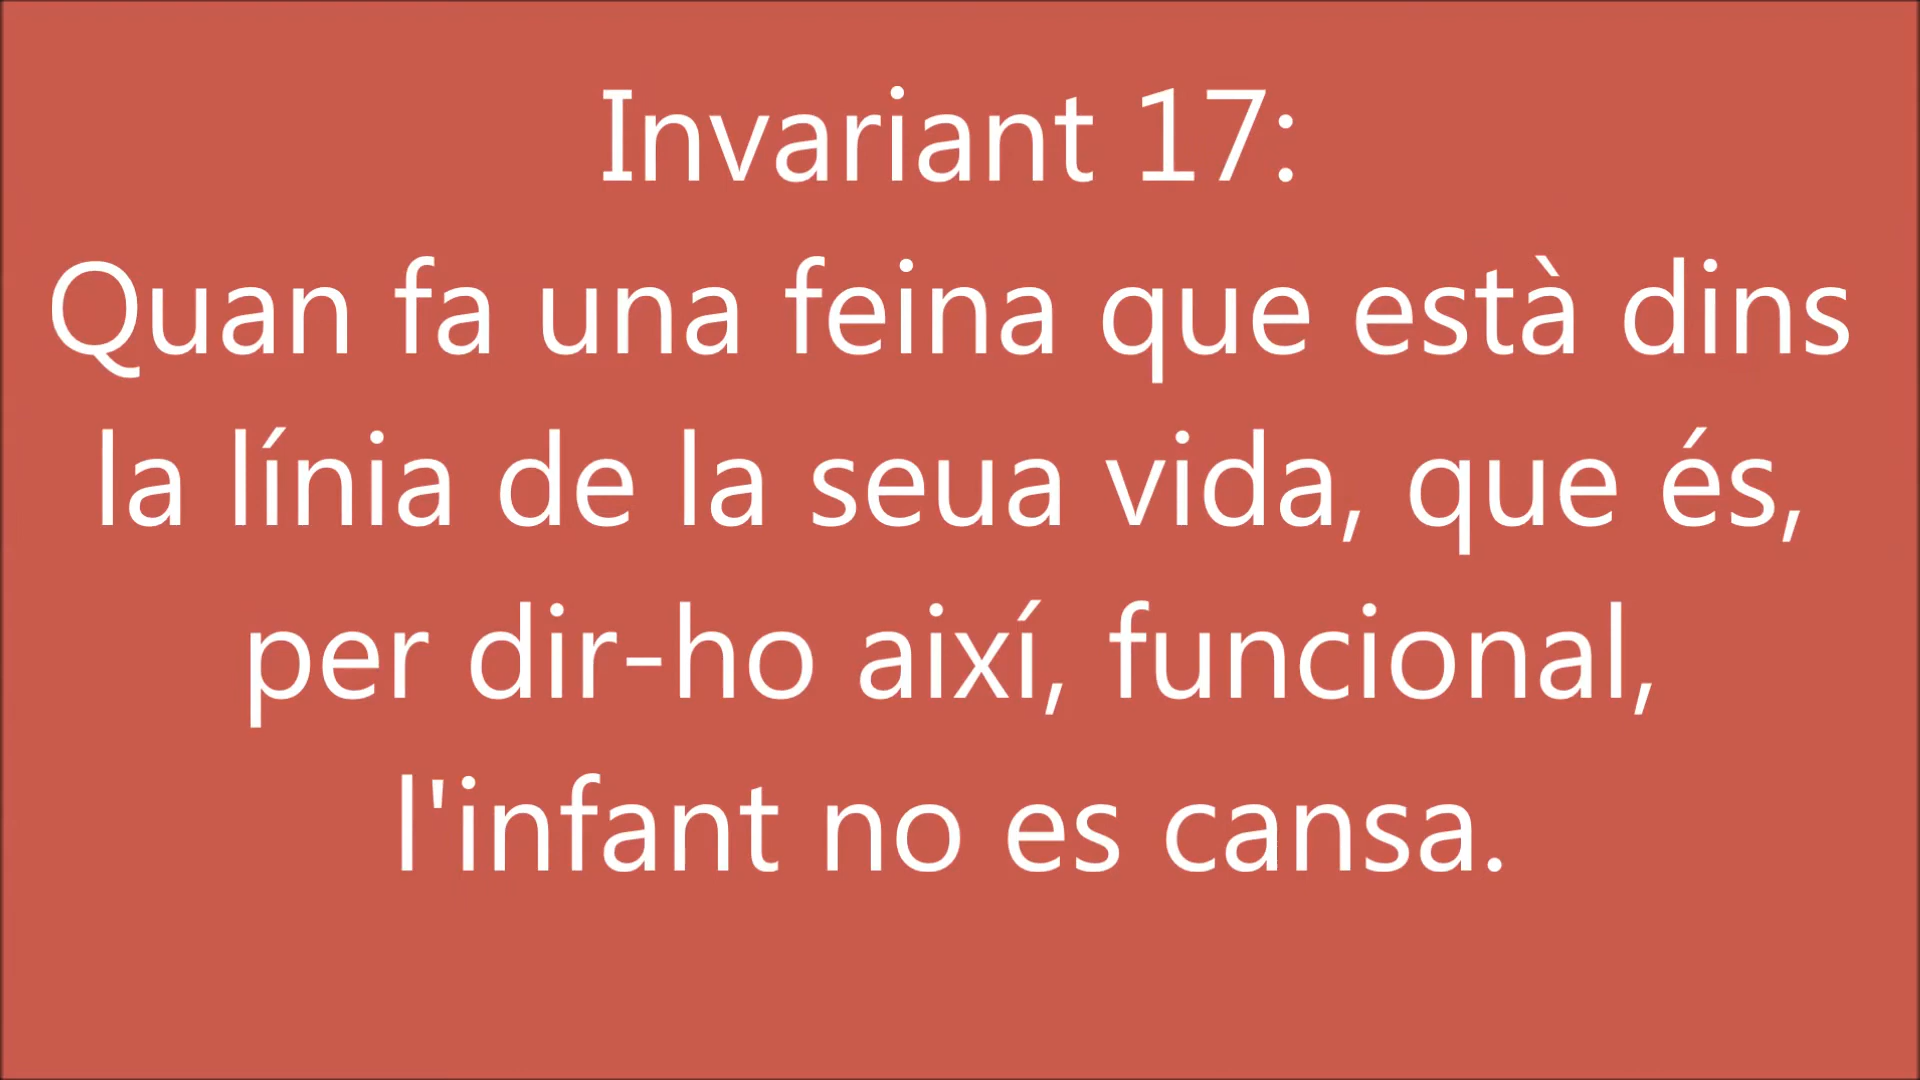 Invariant 17:
Quan fa una feina que està dins
la línia de la seua vida, que és,
per dir-ho així, funcional,
l'infant no es cansa.